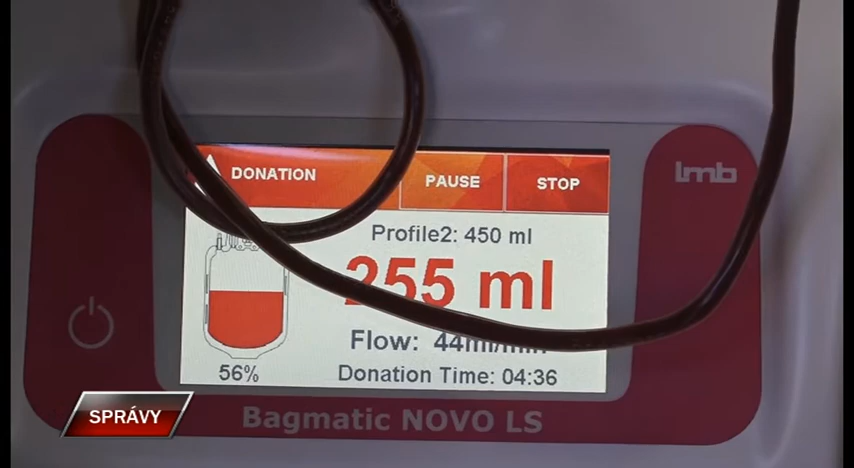 DONATION
PAUSE
STOP
lmb
Profile2: 450 ml
255 ml
Flow: 44ml/min
56%
Donation Time: 04:36
SPRÁVY
Bagmatic NOVO LS